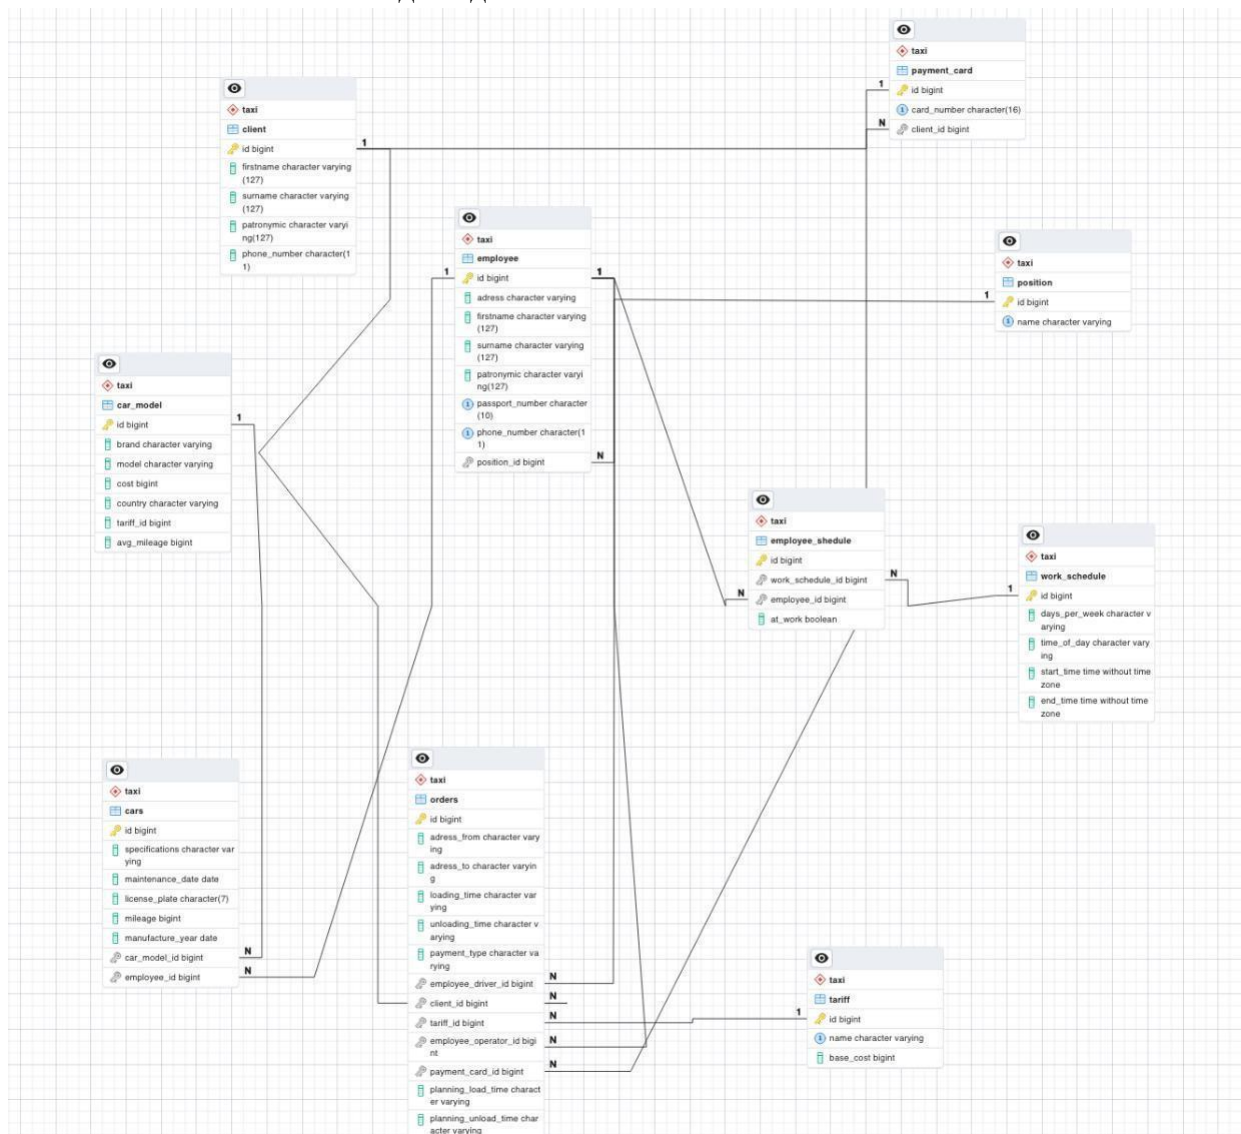 taxi
payment_card
id bigint
card_number character(16)
client_id bigint
1
N
taxi
client
id bigint
firstname character varying
(127)
surname character varying
(127)
patronymic character varyi
ng(127)
phone_number character(1
1)
1
taxi
employee
id bigint
adress character varying
firstname character varying
(127)
surname character varying
(127)
patronymic character varyi
ng(127)
passport_number character
(10)
phone_number character(1
1)
position_id bigint
1
1
N
taxi
position
id bigint
name character varying
1
taxi
car_model
id bigint
brand character varying
model character varying
cost bigint
country character varying
tariff_id bigint
avg_mileage bigint
1
taxi
employee_shedule
id bigint
work_schedule_id bigint
employee_id bigint
at_work boolean
N
N
taxi
work_schedule
id bigint
days_per_week character v
arying
time_of_day character vary
ing
start_time time without time
zone
end_time time without time
zone
1
taxi
cars
id bigint
specifications character var
ying
maintenance_date date
license_plate character(7)
mileage bigint
manufacture_year date
car_model_id bigint
employee_id bigint
N
N
taxi
orders
id bigint
adress_from character vary
ing
adress_to character varyin
g
loading_time character var
ying
unloading_time character v
arying
payment_type character va
rying
employee_driver_id bigint
client_id bigint
tariff_id bigint
employee_operator_id bigi
nt
payment_card_id bigint
planning_load_time charact
er varying
planning_unload_time char
acter varying
N
N
N
N
N
taxi
tariff
id bigint
name character varying
base_cost bigint
1